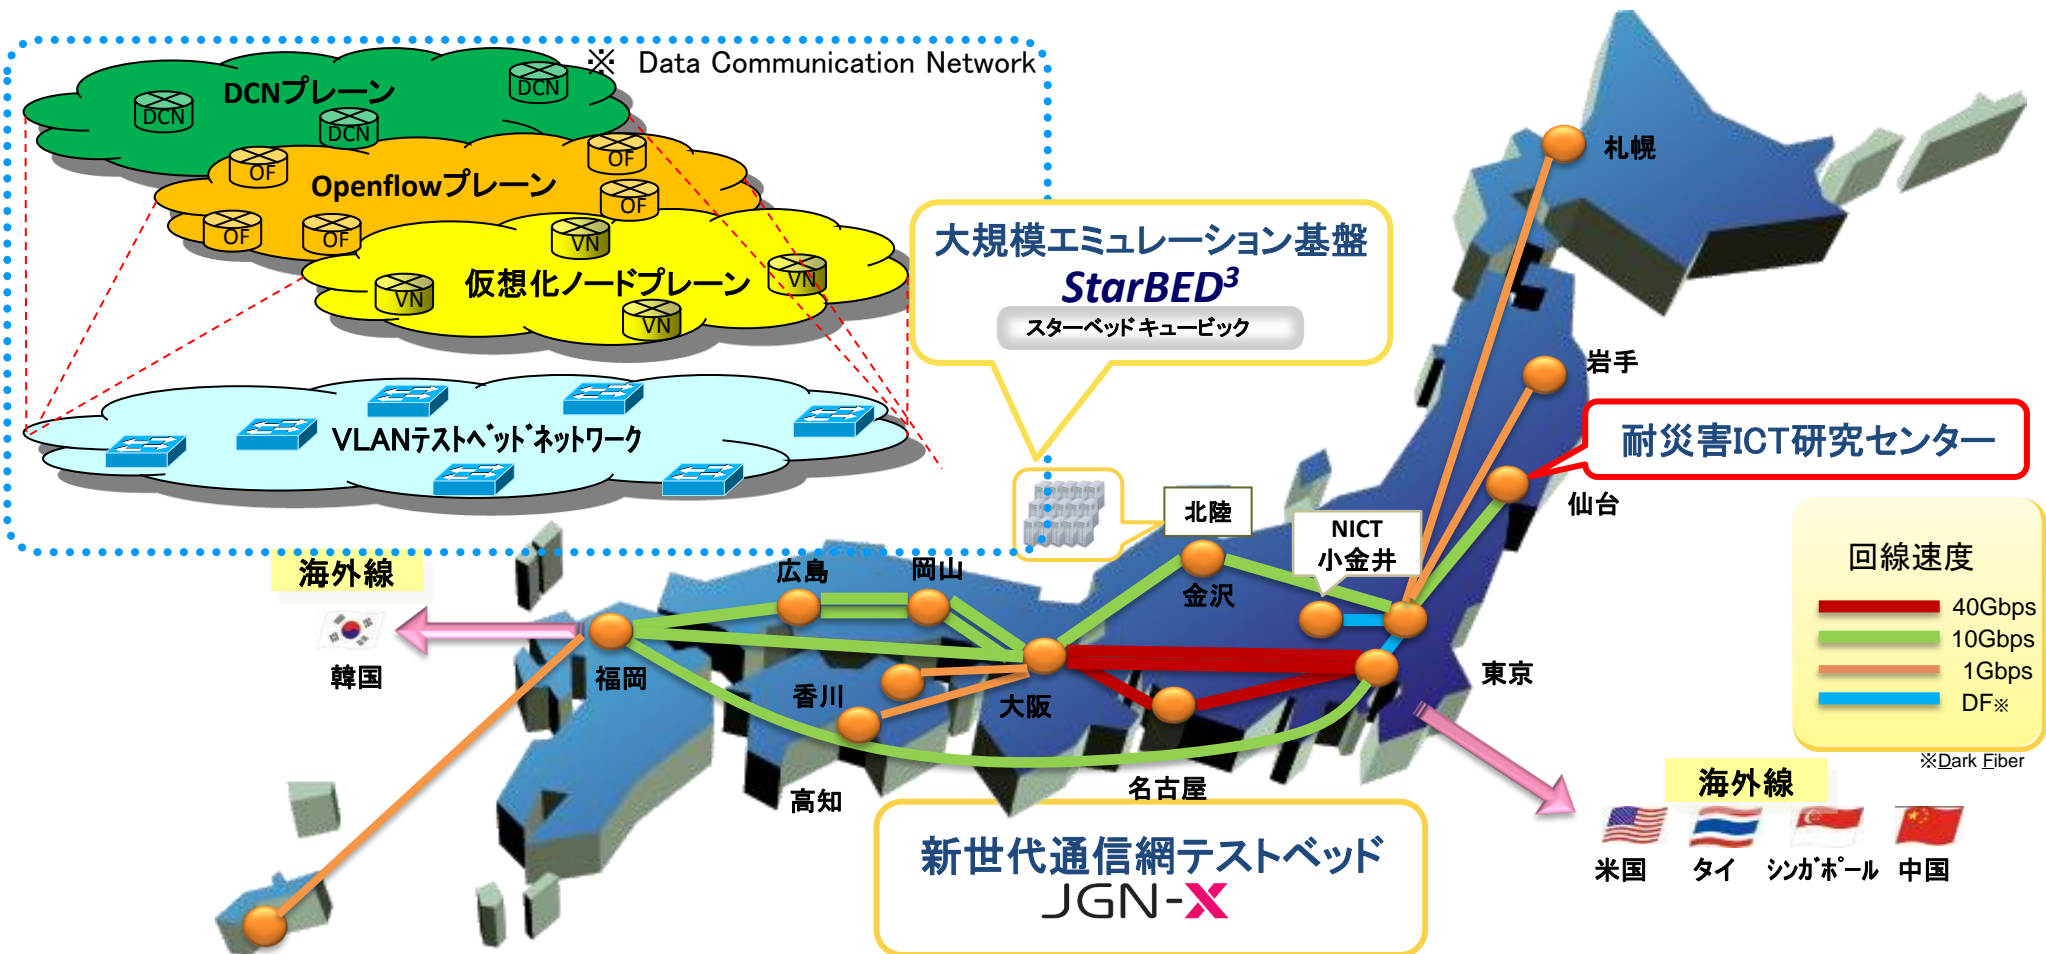 ※ Data Communication Network
DCNプレーン
DCN
DCN
DCN
Openflowプレーン
OF
OF
OF
OF
OF
仮想化ノードプレーン
VN
VN
VN
VN
VLANテストベッドネットワーク
大規模エミュレーション基盤
StarBED³
スターベッド キュービック
札幌
岩手
耐災害ICT研究センター
仙台
北陸
NICT
小金井
金沢
海外線
韓国
広島
岡山
福岡
香川
高知
大阪
名古屋
東京
回線速度
40Gbps
10Gbps
1Gbps
DF※
※Dark Fiber
海外線
米国
タイ
シンガポール
中国
新世代通信網テストベッド
JGN-X